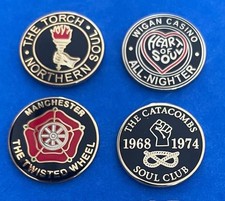 THE TORCH
NORTHERN SOUL
WIGAN CASINO
HEART
OF
SOUL
ALL-NIGHTER
MANCHESTER
THE TWISTED WHEEL
THE CATACOMBS
1968 1974
SOUL CLUB